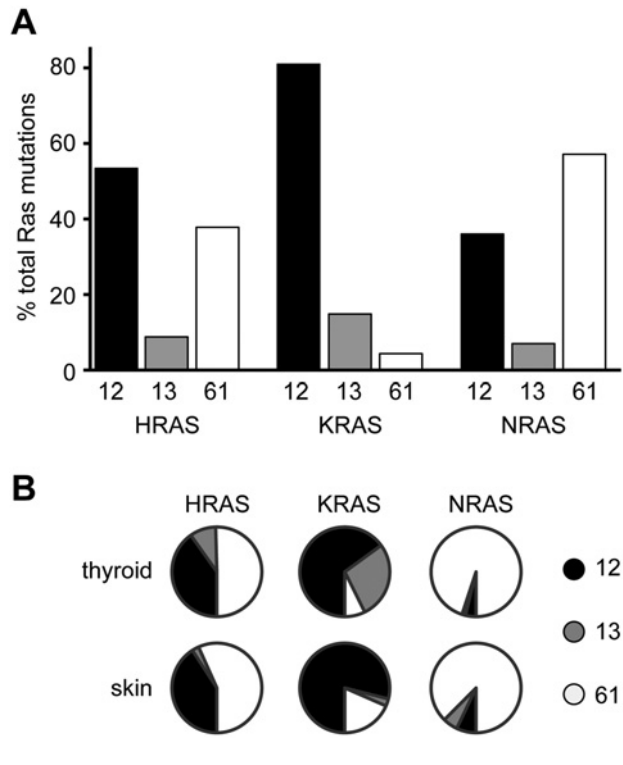 A
% total Ras mutations
80
60
40
20
0
12 13 61 12 13 61 12 13 61
HRAS KRAS NRAS
B
HRAS KRAS NRAS
thyroid
skin
12
13
61